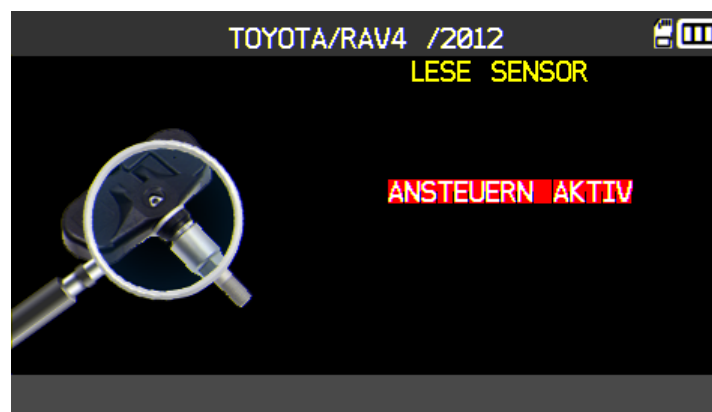 TOYOTA/RAV4 /2012
LESE SENSOR
ANSTEUERN AKTIV